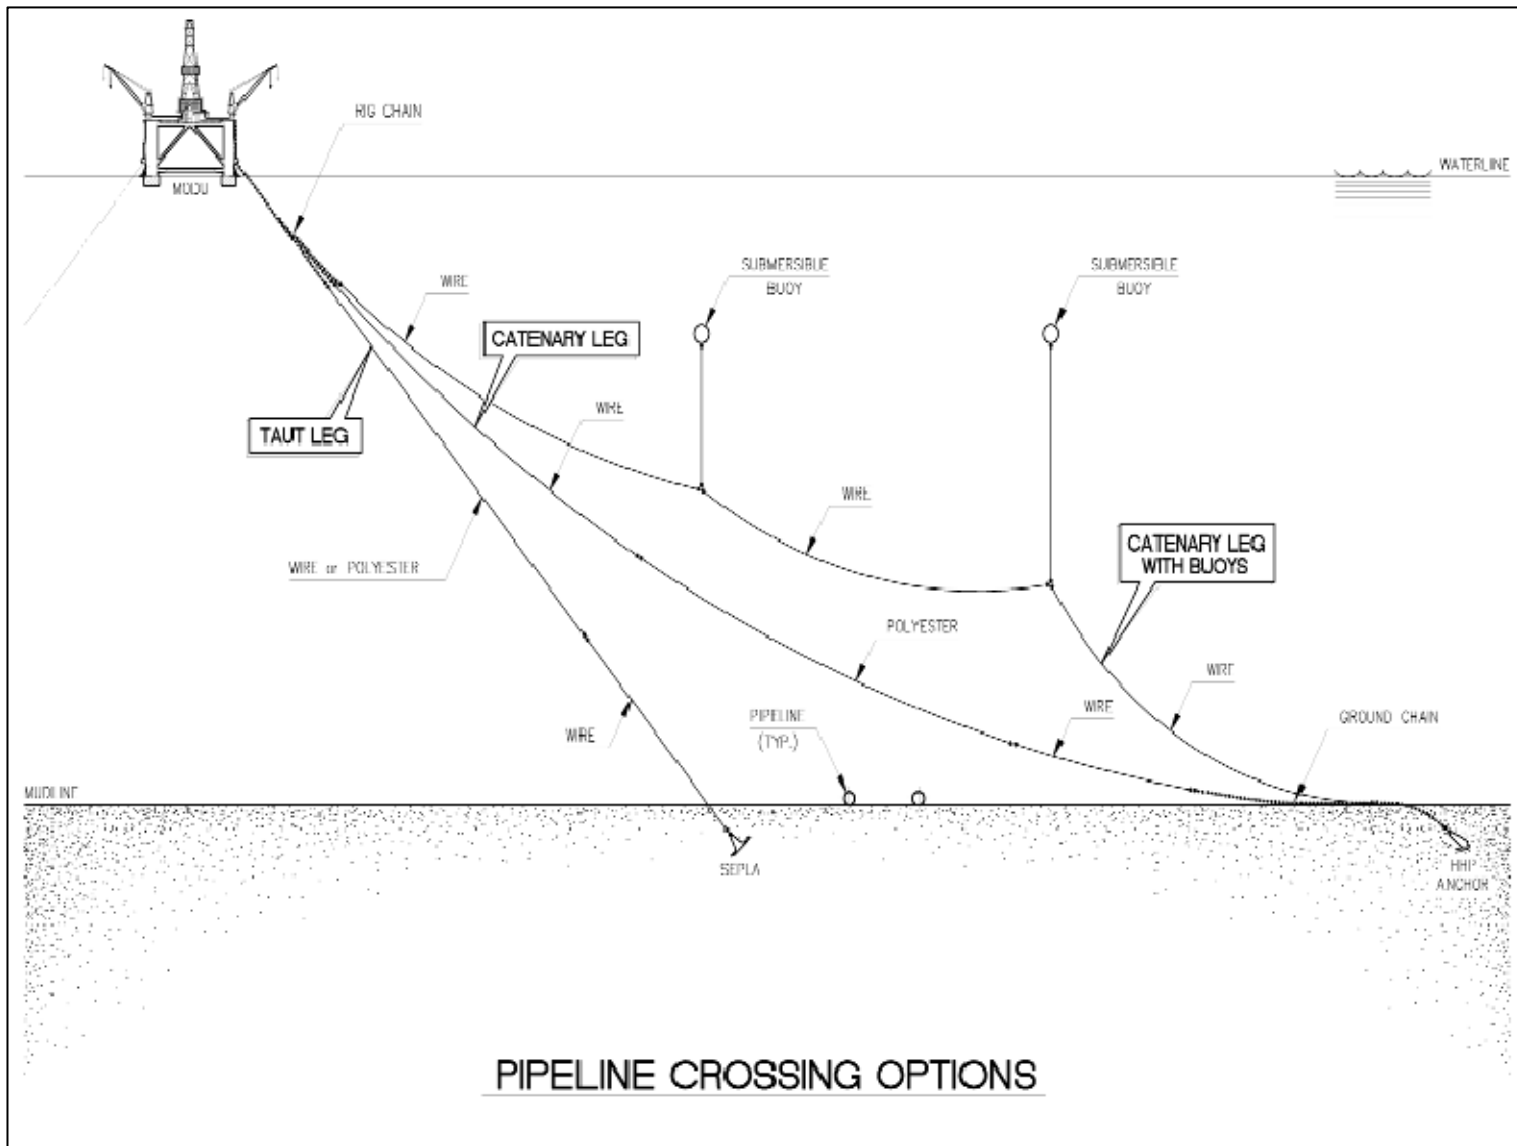 RIG CHAIN
WATERLINE
MODU
SUBMERSIBLE
BUOY
SUBMERSIBLE
BUOY
WIRE
CATENARY LEG
WIRE
TAUT LEG
WIRE
CATENARY LEG
WITH BUOYS
WIRE or POLYESTER
POLYESTER
WIRE
WIRE
GROUND CHAIN
PIPELINE
(TYP.)
WIRE
MUDLINE
SEPLA
HHP
ANCHOR
PIPELINE CROSSING OPTIONS